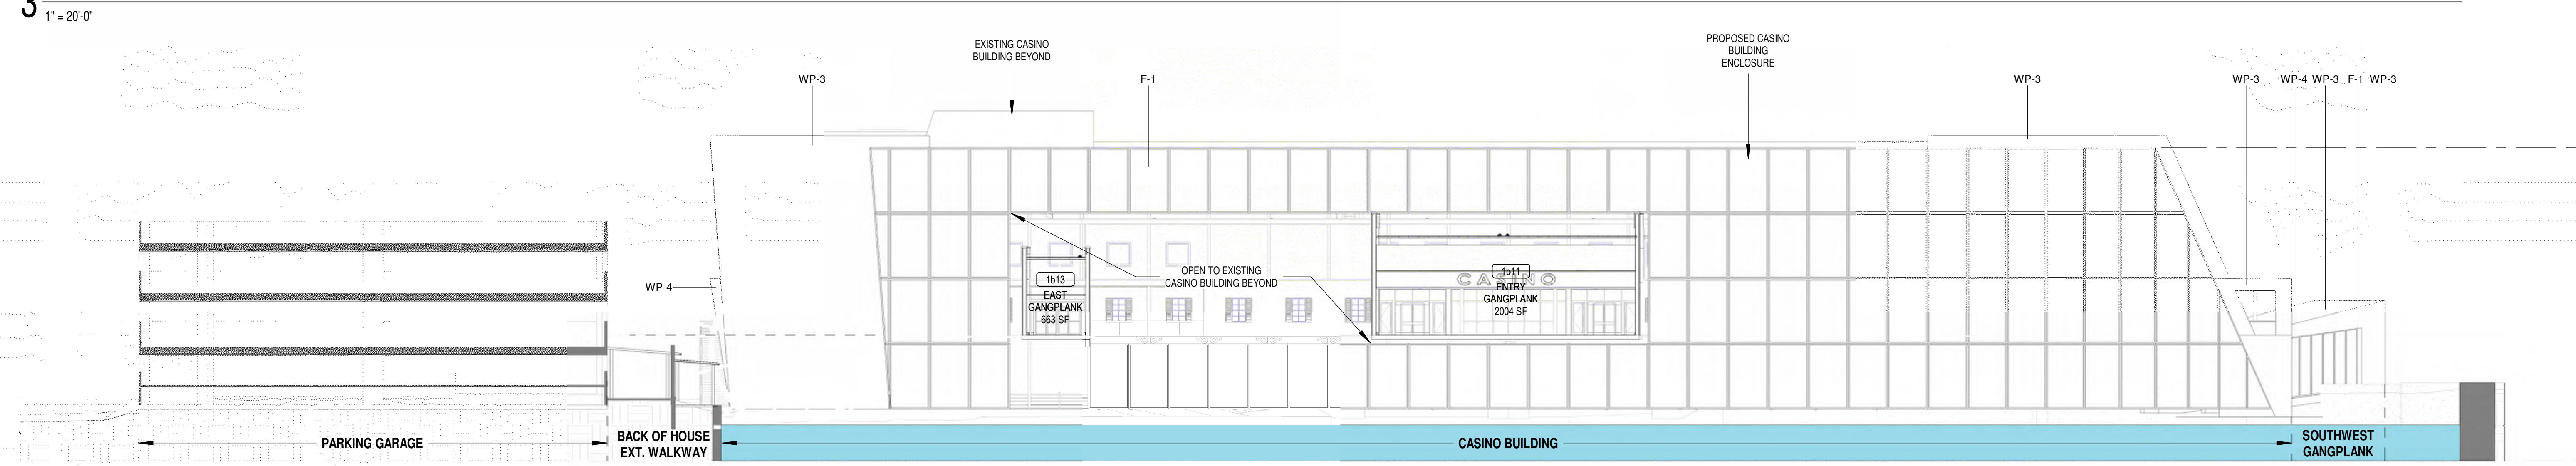 3
1" = 20'-0"
EXISTING CASINO
BUILDING BEYOND
PROPOSED CASINO
BUILDING
ENCLOSURE
WP-3
F-1
WP-3
WP-3
WP-4
WP-3
F-1
WP-3
WP-4
1b13
EAST
GANGPLANK
663 SF
OPEN TO EXISTING
CASINO BUILDING BEYOND
1b11
CASINO
ENTRY
GANGPLANK
2004 SF
PARKING GARAGE
BACK OF HOUSE
EXT. WALKWAY
CASINO BUILDING
SOUTHWEST
GANGPLANK